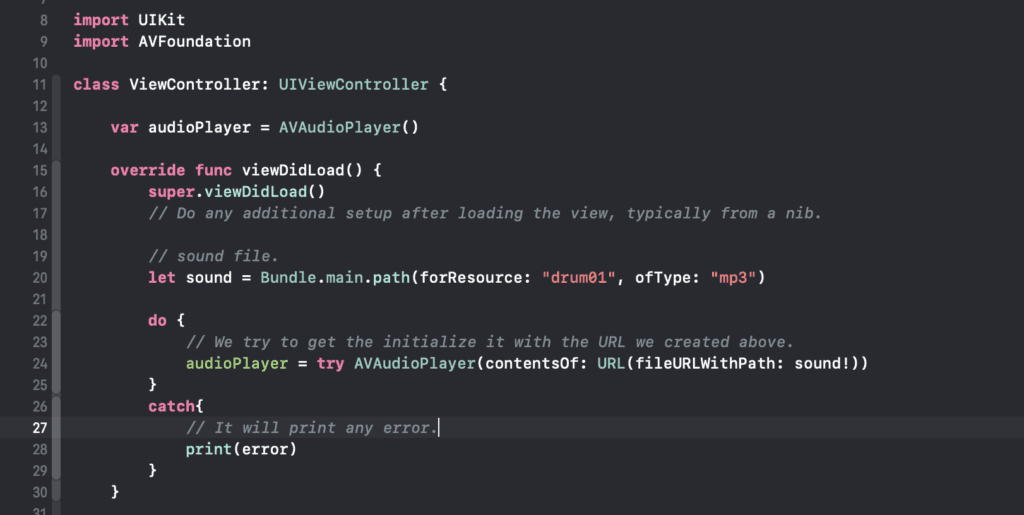 8 import UIKit
9 import AVFoundation
10
11 class ViewController: UIViewController {
12
13     var audioPlayer = AVAudioPlayer()
14
15     override func viewDidLoad() {
16         super.viewDidLoad()
17         // Do any additional setup after loading the view, typically from a nib.
18
19         // sound file.
20         let sound = Bundle.main.path(forResource: "drum01", ofType: "mp3")
21
22         do {
23             // We try to get the initialize it with the URL we created above.
24             audioPlayer = try AVAudioPlayer(contentsOf: URL(fileURLWithPath: sound!))
25         }
26         catch{
27             // It will print any error.
28             print(error)
29         }
30     }
31